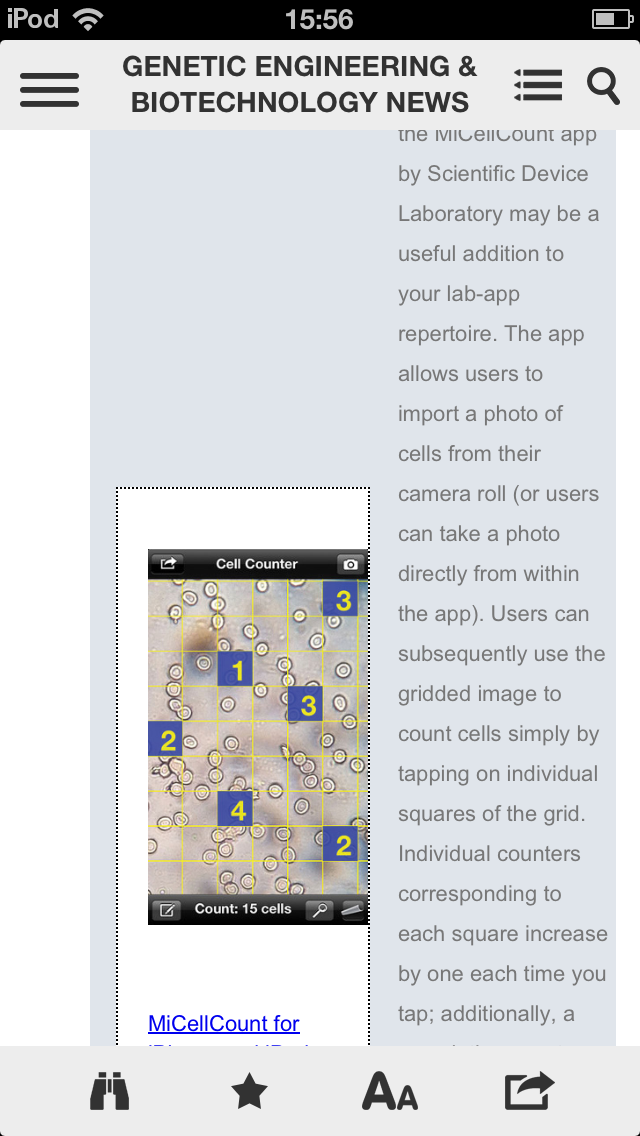 iPod
15:56
GENETIC ENGINEERING &
BIOTECHNOLOGY NEWS
the MiCellCount app
by Scientific Device
Laboratory may be a
useful addition to
your lab-app
repertoire. The app
allows users to
import a photo of
cells from their
camera roll (or users
can take a photo
directly from within
the app). Users can
subsequently use the
gridded image to
count cells simply by
tapping on individual
squares of the grid.
Individual counters
corresponding to
each square increase
by one each time you
tap; additionally, a
Cell Counter
3
1
3
2
4
2
Count: 15 cells
MiCellCount for
AA